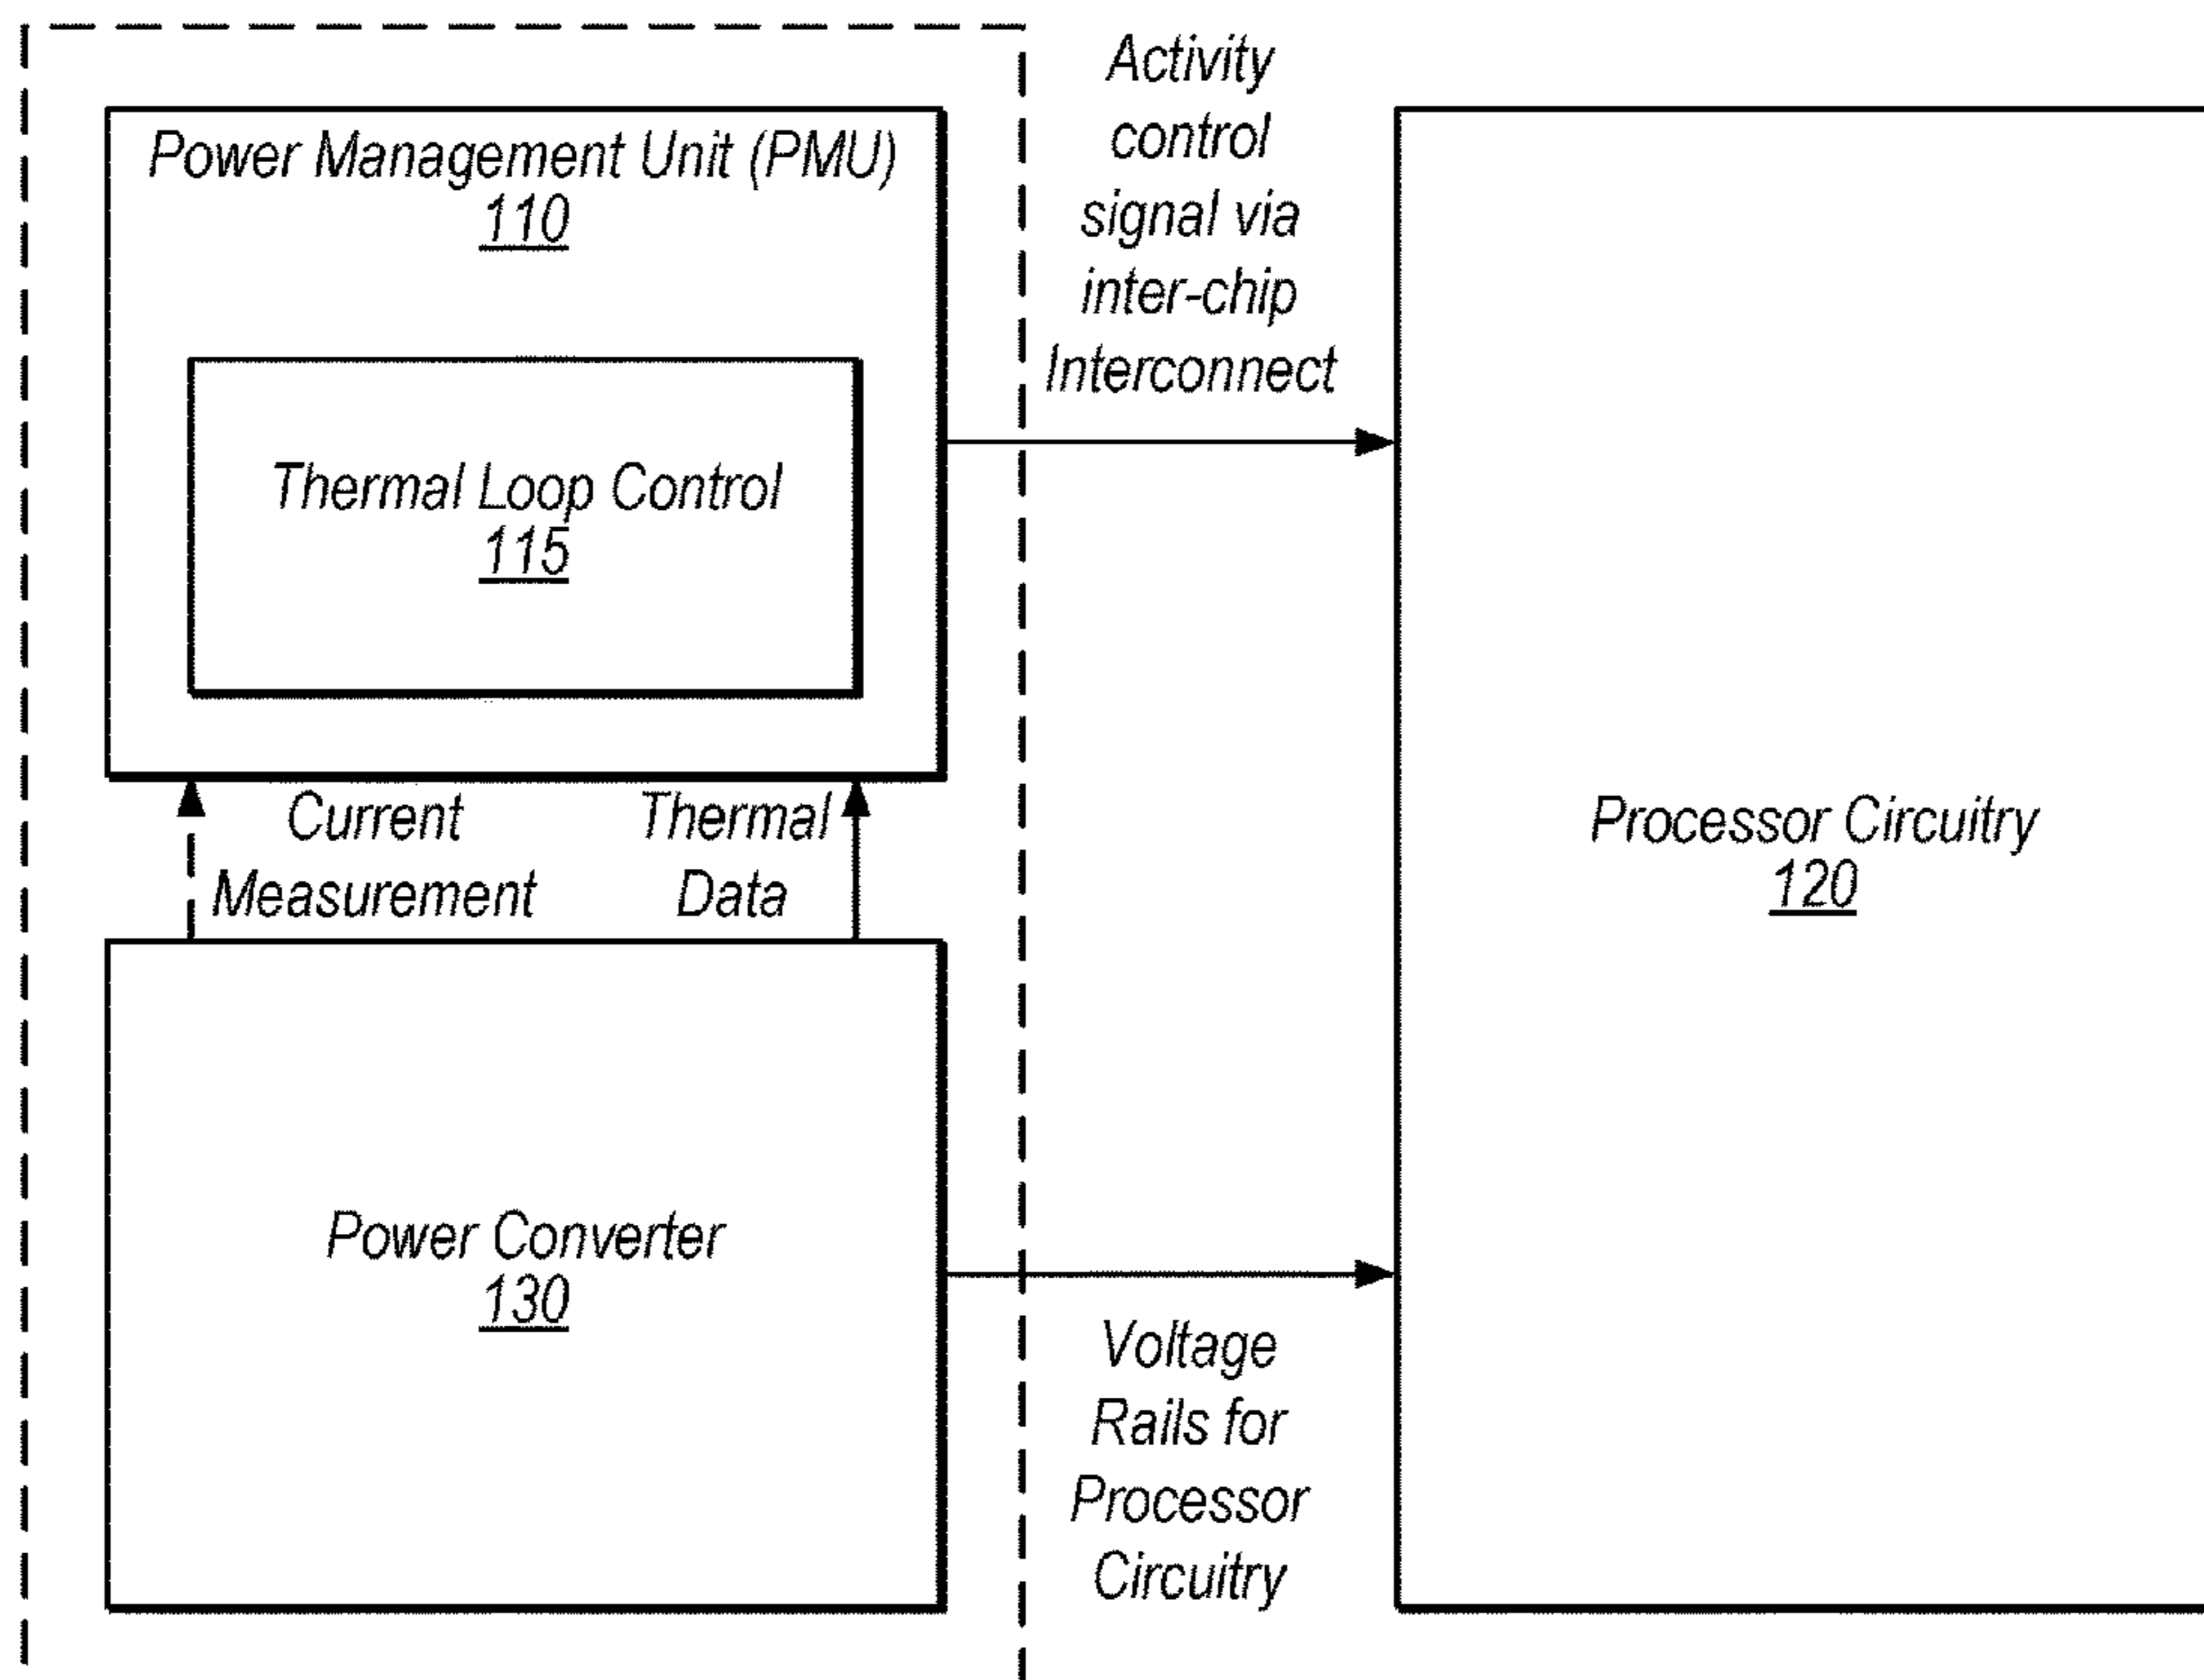 Power Management Unit (PMU)
110
Thermal Loop Control
115
Activity
control
signal via
inter-chip
Interconnect
Current
Measurement
Thermal
Data
Processor Circuitry
120
Power Converter
130
Voltage
Rails for
Processor
Circuitry